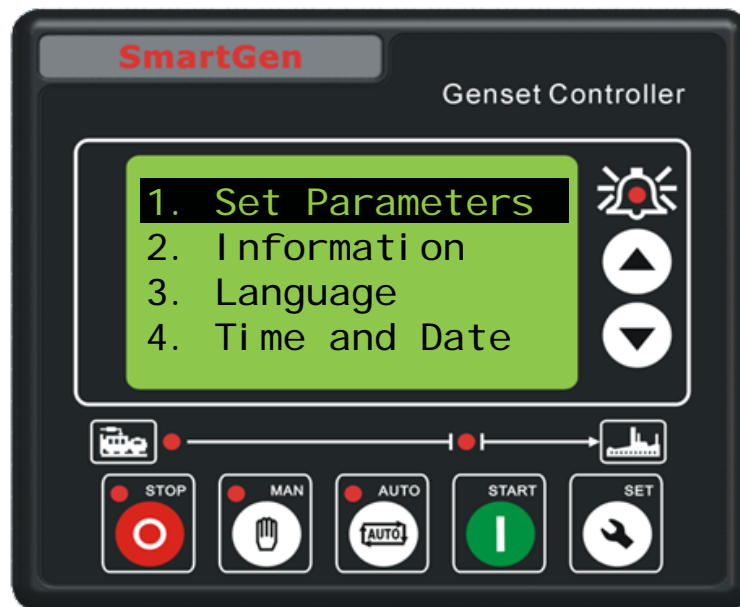 SmartGen
Genset Controller
1. Set Parameters
2. Information
3. Language
4. Time and Date
STOP
MAN
AUTO
START
SET
AUTO